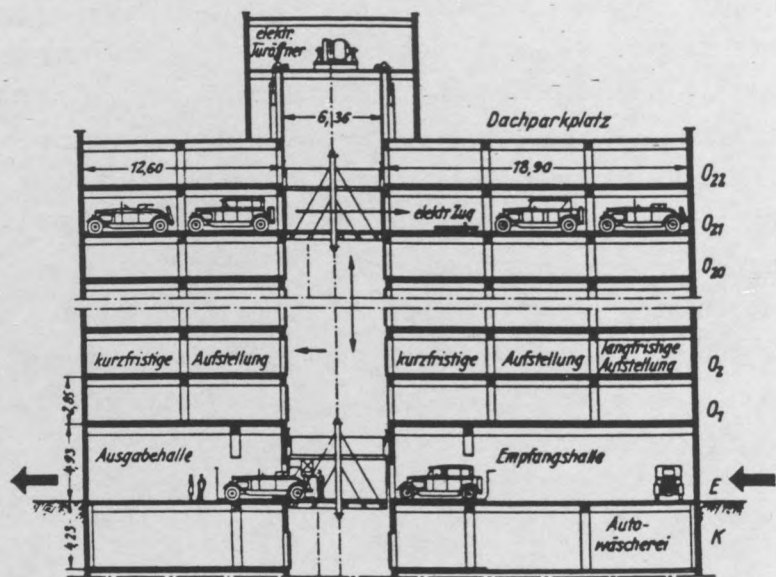 elektr.
Türöffner
6,36
Dachparkplatz
12,60
18,90
O22
elektr Zug
O21
O20
kurzfristige Aufstellung
kurzfristige Aufstellung
langfristige
Aufstellung
O2
2,85
O1
Ausgabehalle
Empfangshalle
4,93
E
Auto-
wäscherei
K
4,23